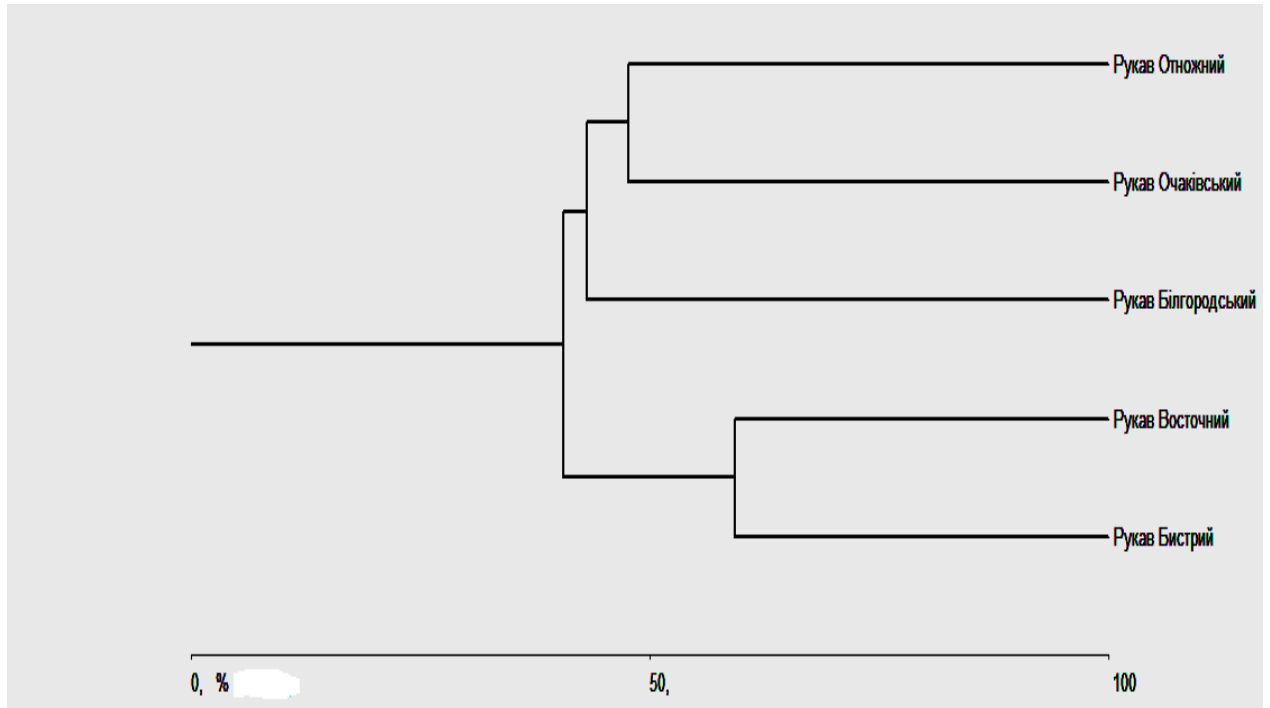 Рукав Отножний
Рукав Очаківський
Рукав Білгородський
Рукав Восточний
Рукав Бистрий
0, % 50, 100